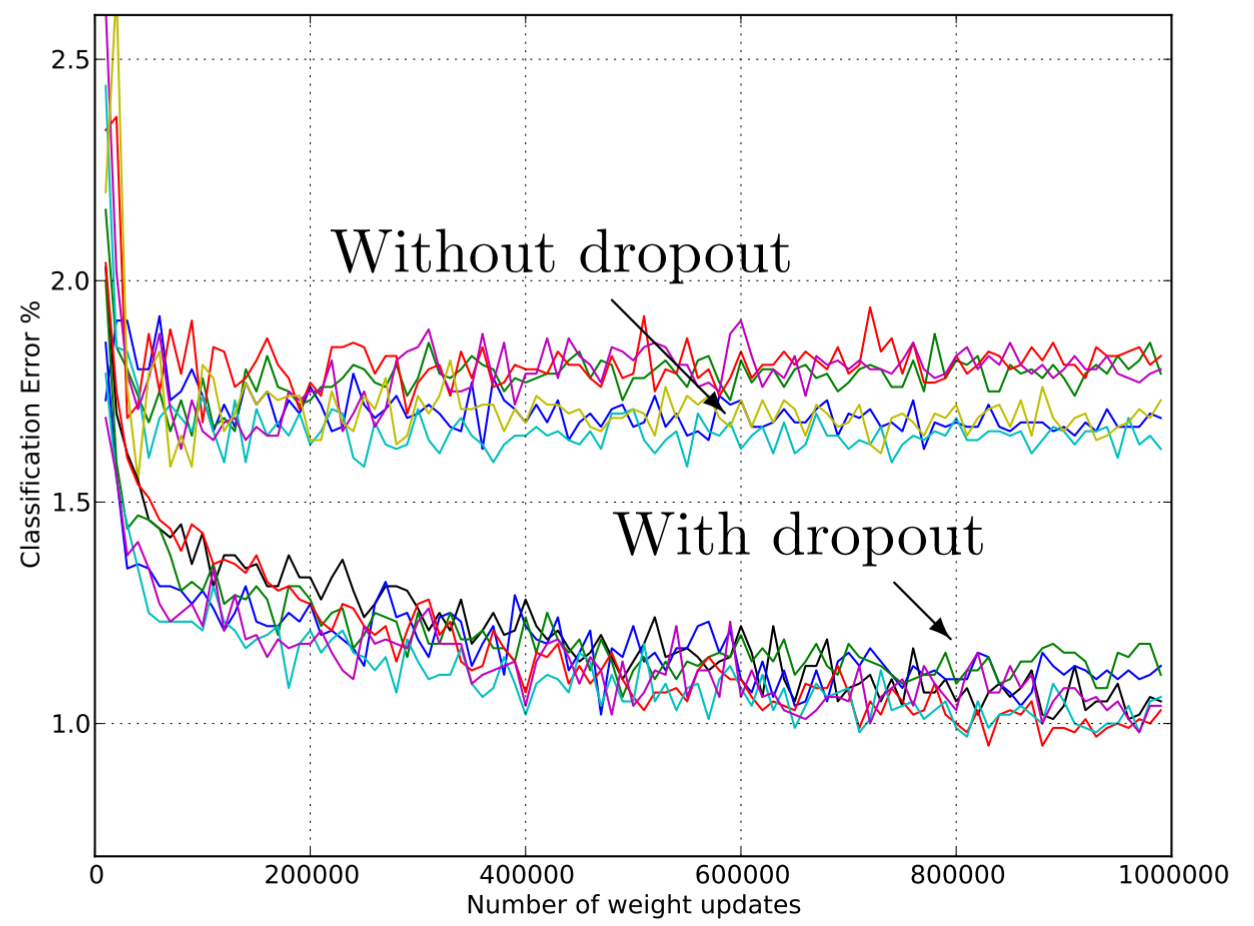 2.5
Without dropout
2.0
Classification Error %
1.5
With dropout
1.0
0 200000 400000 600000 800000 1000000
Number of weight updates